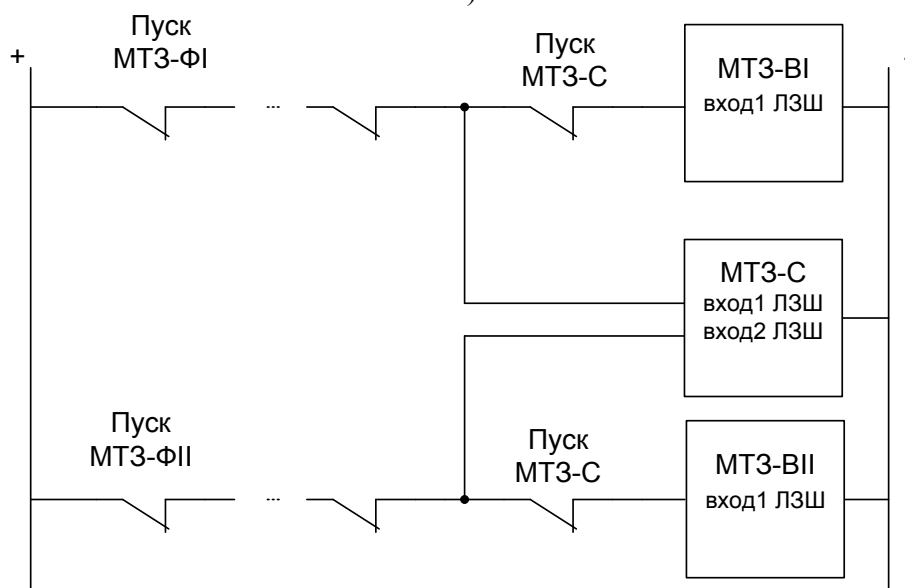 )
Пуск
МТЗ-ФI
Пуск
МТЗ-С
+
МТЗ-ВI
вход1 ЛЗШ
...
МТЗ-С
вход1 ЛЗШ
вход2 ЛЗШ
Пуск
МТЗ-ФII
Пуск
МТЗ-С
МТЗ-ВII
вход1 ЛЗШ
...